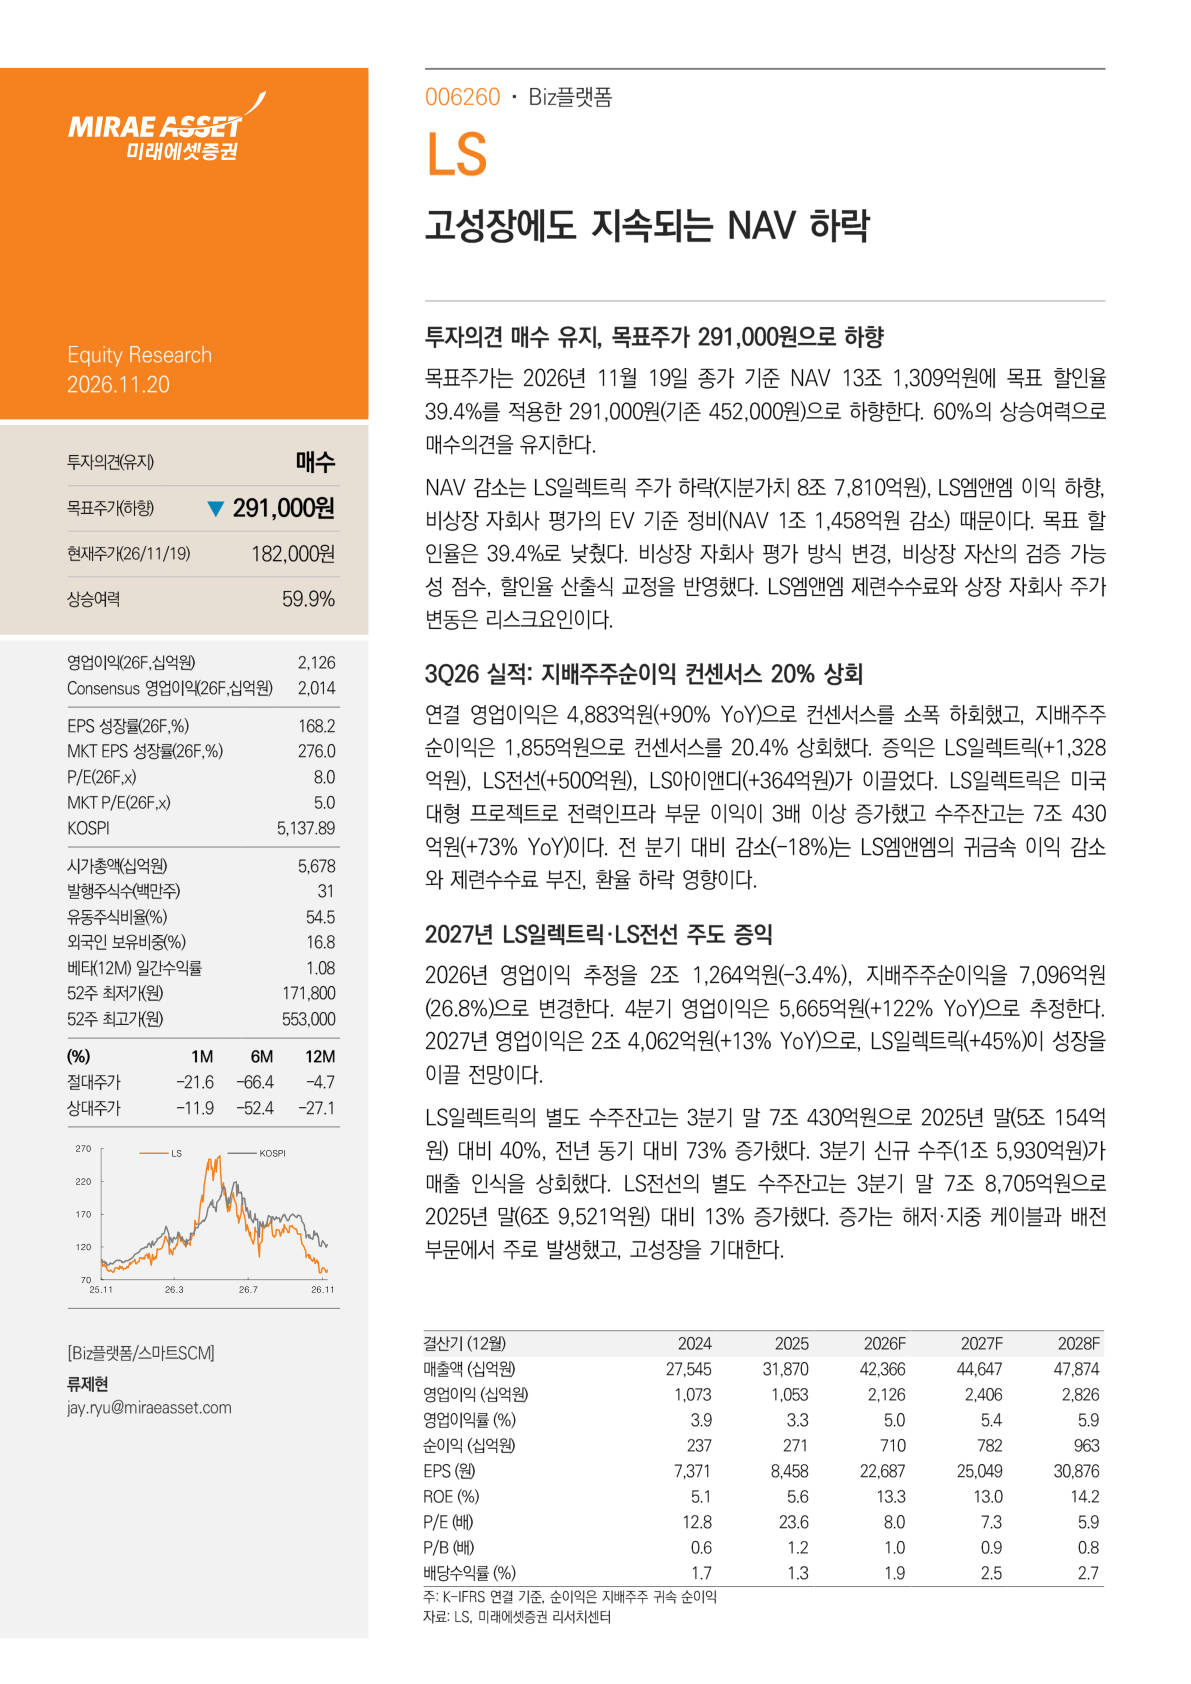 MIRAE ASSET
미래에셋증권
Equity Research
2026.11.20
006260 · Biz플랫폼
LS
고성장에도 지속되는 NAV 하락
투자의견(유지) 매수
목표주가(하향) ▼ 291,000원
현재주가(26/11/19) 182,000원
상승여력 59.9%
영업이익(26F,십억원) 2,126
Consensus 영업이익(26F,십억원) 2,014
EPS 성장률(26F,%) 168.2
MKT EPS 성장률(26F,%) 276.0
P/E(26F,x) 8.0
MKT P/E(26F,x) 5.0
KOSPI 5,137.89
시가총액(십억원) 5,678
발행주식수(백만주) 31
유동주식비율(%) 54.5
외국인 보유비중(%) 16.8
베타(12M) 일간수익률 1.08
52주 최저가(원) 171,800
52주 최고가(원) 553,000
(%) 1M 6M 12M
절대주가 -21.6 -66.4 -4.7
상대주가 -11.9 -52.4 -27.1
270
220
170
120
70
LS KOSPI
25.11 26.3 26.7 26.11
[Biz플랫폼/스마트SCM]
류제현
jay.ryu@miraeasset.com
투자의견 매수 유지, 목표주가 291,000원으로 하향
목표주가는 2026년 11월 19일 종가 기준 NAV 13조 1,309억원에 목표 할인율
39.4%를 적용한 291,000원(기존 452,000원)으로 하향한다. 60%의 상승여력으로
매수의견을 유지한다.
NAV 감소는 LS일렉트릭 주가 하락(지분가치 8조 7,810억원), LS엠앤엠 이익 하향,
비상장 자회사 평가의 EV 기준 정비(NAV 1조 1,458억원 감소) 때문이다. 목표 할
인율은 39.4%로 낮췄다. 비상장 자회사 평가 방식 변경, 비상장 자산의 검증 가능
성 점수, 할인율 산출식 교정을 반영했다. LS엠앤엠 제련수수료와 상장 자회사 주가
변동은 리스크요인이다.
3Q26 실적: 지배주주순이익 컨센서스 20% 상회
연결 영업이익은 4,883억원(+90% YoY)으로 컨센서스를 소폭 하회했고, 지배주주
순이익은 1,855억원으로 컨센서스를 20.4% 상회했다. 증익은 LS일렉트릭(+1,328
억원), LS전선(+500억원), LS아이앤디(+364억원)가 이끌었다. LS일렉트릭은 미국
대형 프로젝트로 전력인프라 부문 이익이 3배 이상 증가했고 수주잔고는 7조 430
억원(+73% YoY)이다. 전 분기 대비 감소(-18%)는 LS엠앤엠의 귀금속 이익 감소
와 제련수수료 부진, 환율 하락 영향이다.
2027년 LS일렉트릭·LS전선 주도 증익
2026년 영업이익 추정을 2조 1,264억원(-3.4%), 지배주주순이익을 7,096억원
(26.8%)으로 변경한다. 4분기 영업이익은 5,665억원(+122% YoY)으로 추정한다.
2027년 영업이익은 2조 4,062억원(+13% YoY)으로, LS일렉트릭(+45%)이 성장을
이끌 전망이다.
LS일렉트릭의 별도 수주잔고는 3분기 말 7조 430억원으로 2025년 말(5조 154억
원) 대비 40%, 전년 동기 대비 73% 증가했다. 3분기 신규 수주(1조 5,930억원)가
매출 인식을 상회했다. LS전선의 별도 수주잔고는 3분기 말 7조 8,705억원으로
2025년 말(6조 9,521억원) 대비 13% 증가했다. 증가는 해저·지중 케이블과 배전
부문에서 주로 발생했고, 고성장을 기대한다.
결산기 (12월) 2024 2025 2026F 2027F 2028F
매출액 (십억원) 27,545 31,870 42,366 44,647 47,874
영업이익 (십억원) 1,073 1,053 2,126 2,406 2,826
영업이익률 (%) 3.9 3.3 5.0 5.4 5.9
순이익 (십억원) 237 271 710 782 963
EPS (원) 7,371 8,458 22,687 25,049 30,876
ROE (%) 5.1 5.6 13.3 13.0 14.2
P/E (배) 12.8 23.6 8.0 7.3 5.9
P/B (배) 0.6 1.2 1.0 0.9 0.8
배당수익률 (%) 1.7 1.3 1.9 2.5 2.7
주: K-IFRS 연결 기준, 순이익은 지배주주 귀속 순이익
자료: LS, 미래에셋증권 리서치센터